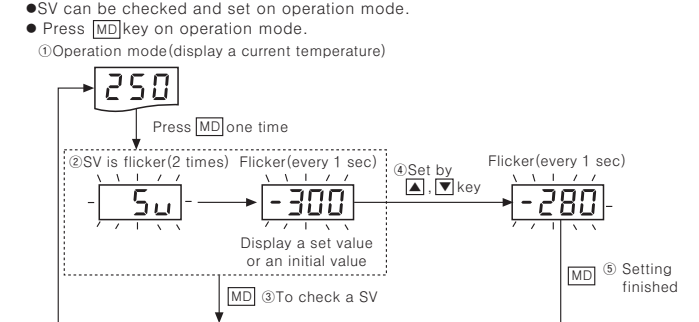 ●SV can be checked and set on operation mode.
● Press MD key on operation mode.
①Operation mode(display a current temperature)
250
Press MD one time
②SV is flicker(2 times) Flicker(every 1 sec)
Su
-300
Display a set value
or an initial value
④Set by
▲, ▼ key
Flicker(every 1 sec)
-280
MD ③To check a SV
MD ⑤ Setting
finished